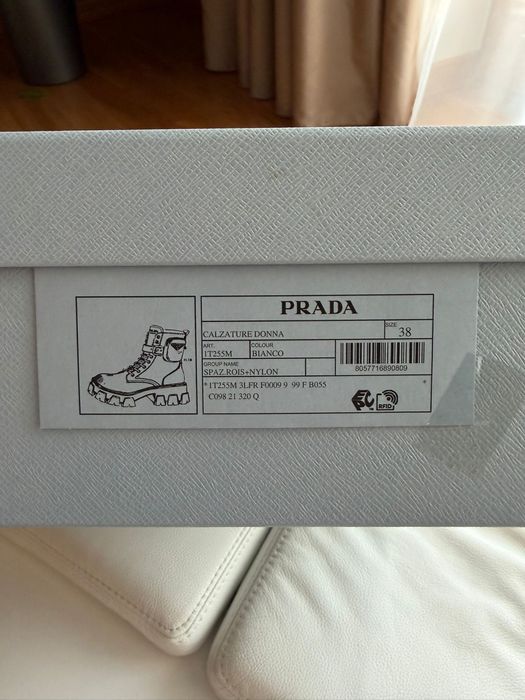 PRADA
CALZATURE DONNA
SIZE
38
ART.
1T255M
COLOUR
BIANCO
GROUP NAME
SPAZ.ROIS+NYLON
8057716890809
*1T255M 3LFR F0009 9 99 F B055 *
C098 21 320 Q
EPC RFID